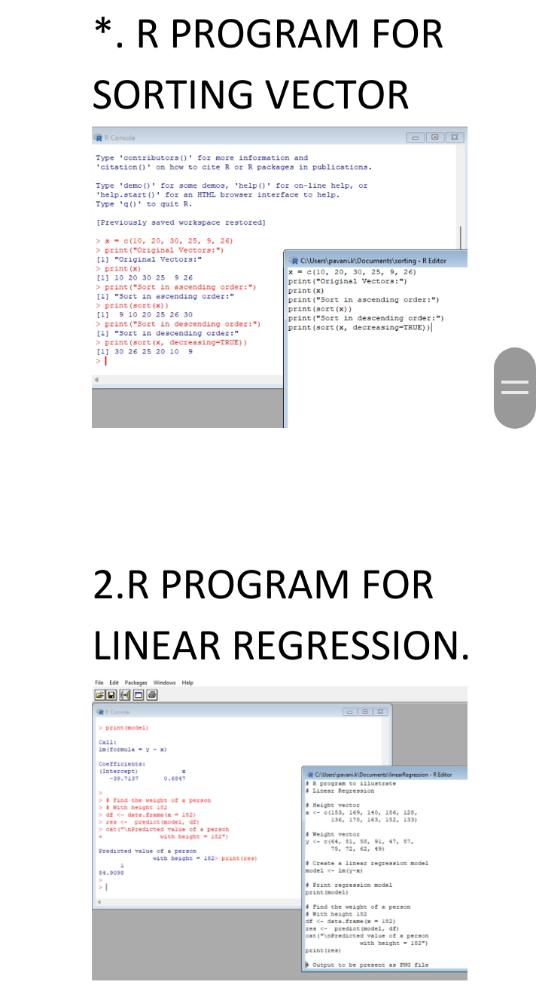 *. R PROGRAM FOR
SORTING VECTOR
R Console
Type 'contributors()' for more information and
'citation()' on how to cite R or R packages in publications.
Type 'demo()' for some demos, 'help()' for on-line help, or
'help.start()' for an HTML browser interface to help.
Type 'q()' to quit R.
[Previously saved workspace restored]
> x = c(10, 20, 30, 25, 9, 26)
> print("Original Vectors:")
[1] "Original Vectors:"
> print(x)
[1] 10 20 30 25  9 26
> print("Sort in ascending order:")
[1] "Sort in ascending order:"
> print(sort(x))
[1]  9 10 20 25 26 30
> print("Sort in descending order:")
[1] "Sort in descending order:"
> print(sort(x, decreasing=TRUE))
[1] 30 26 25 20 10  9
>
C:\Users\pavani.k\Documents\sorting - R Editor
x = c(10, 20, 30, 25, 9, 26)
print("Original Vectors:")
print(x)
print("Sort in ascending order:")
print(sort(x))
print("Sort in descending order:")
print(sort(x, decreasing=TRUE))
2.R PROGRAM FOR
LINEAR REGRESSION.
File Edit Packages Windows Help
R Console
> print(model)
Call:
lm(formula = y ~ x)
Coefficients:
(Intercept)            x
-39.7137       0.6847
>
> # Find the weight of a person
> # With height 182
> df <- data.frame(x = 182)
> res <-  predict(model, df)
> cat("\nPredicted value of a person
+                with height = 182")
Predicted value of a person
with height = 182> print(res)
1
84.9098
>
>
C:\Users\pavani.k\Documents\linearRegression - R Editor
# R program to illustrate
# Linear Regression
# Height vector
x <- c(153, 169, 140, 186, 128,
136, 178, 163, 152, 133)
# Weight vector
y <- c(64, 81, 58, 91, 47, 57,
75, 72, 62, 49)
# Create a linear regression model
model <- lm(y~x)
# Print regression model
print(model)
# Find the weight of a person
# With height 182
df <- data.frame(x = 182)
res <-  predict(model, df)
cat("\nPredicted value of a person
with height = 182")
print(res)
# Output to be present as PNG file